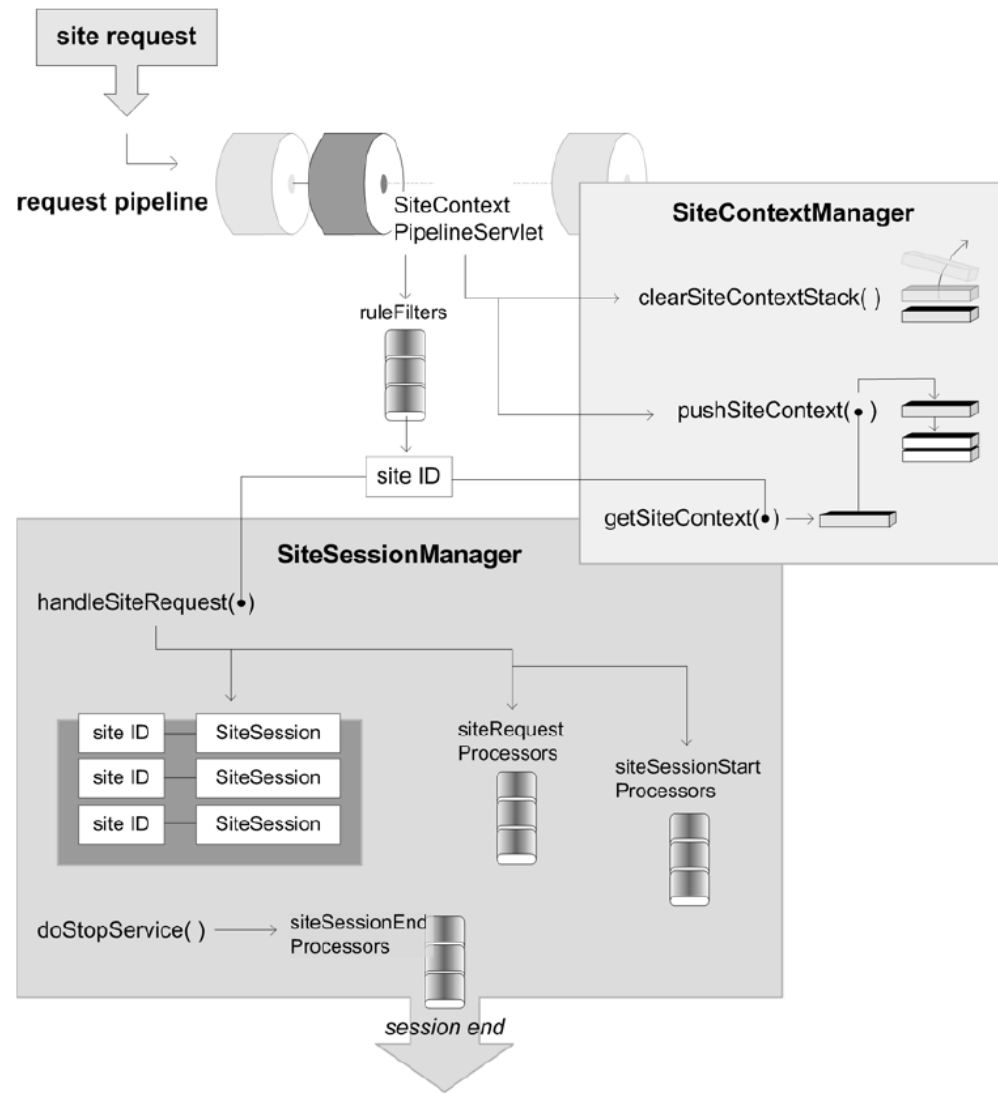 site request
request pipeline
SiteContext
PipelineServlet
SiteContextManager
clearSiteContextStack( )
ruleFilters
pushSiteContext(•)
site ID
getSiteContext(•)
SiteSessionManager
handleSiteRequest(•)
site ID SiteSession
site ID SiteSession
site ID SiteSession
siteRequest
Processors
siteSessionStart
Processors
doStopService( )
siteSessionEnd
Processors
session end